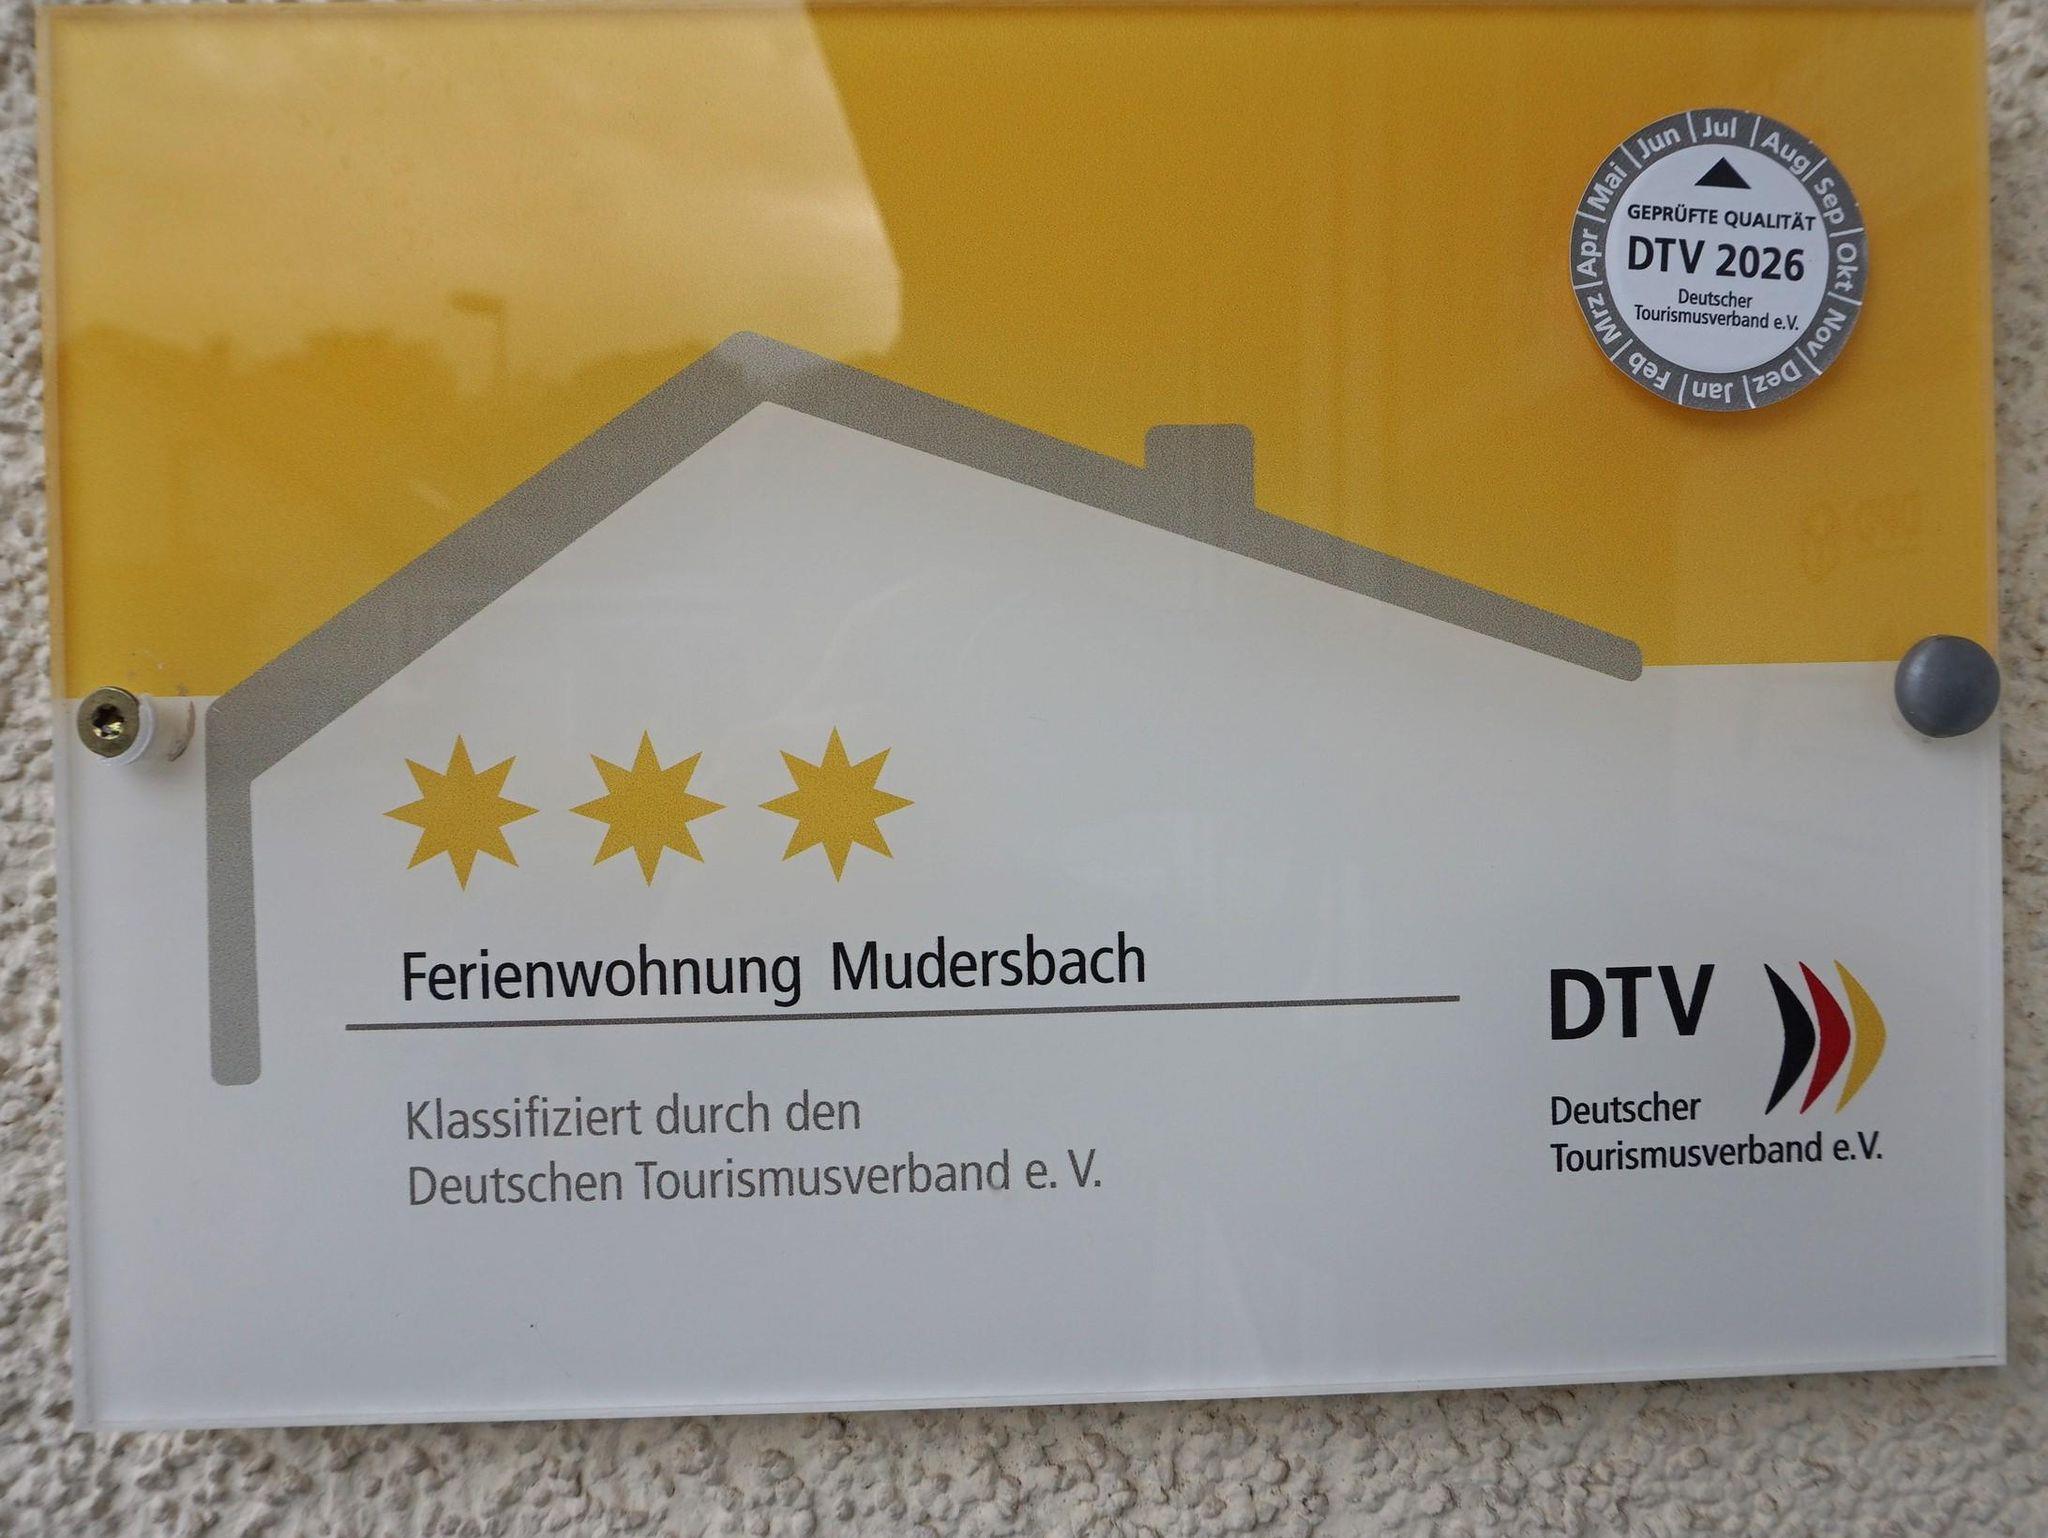 Jan | Feb | Mrz | Apr | Mai | Jun | Jul | Aug | Sep | Okt | Nov | Dez |
GEPRÜFTE QUALITÄT
DTV 2026
Deutscher
Tourismusverband e.V.
Ferienwohnung Mudersbach
Klassifiziert durch den
Deutschen Tourismusverband e. V.
DTV
Deutscher
Tourismusverband e.V.